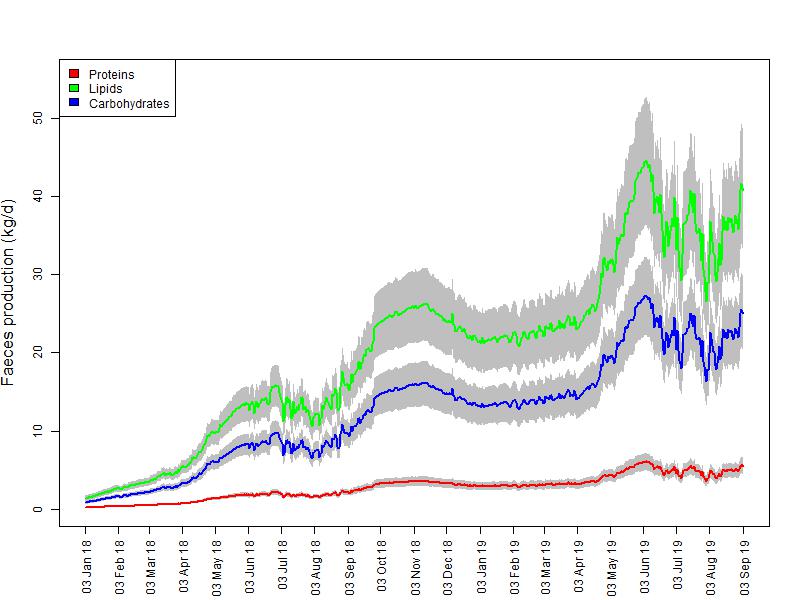 Proteins
Lipids
Carbohydrates
Faeces production (kg/d)
0
10
20
30
40
50
03 Jan 18
03 Feb 18
03 Mar 18
03 Apr 18
03 May 18
03 Jun 18
03 Jul 18
03 Aug 18
03 Sep 18
03 Oct 18
03 Nov 18
03 Dec 18
03 Jan 19
03 Feb 19
03 Mar 19
03 Apr 19
03 May 19
03 Jun 19
03 Jul 19
03 Aug 19
03 Sep 19